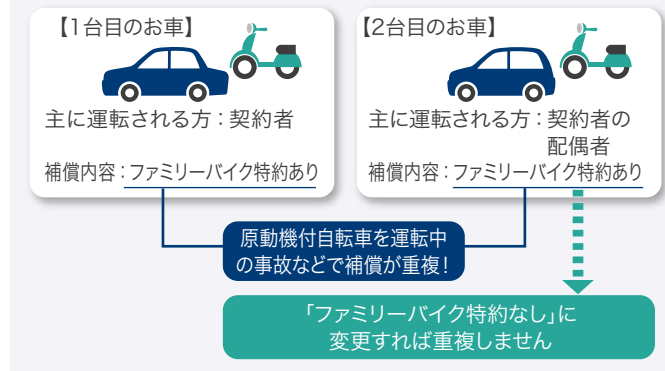 【1台目のお車】
主に運転される方：契約者
補償内容：ファミリーバイク特約あり
【2台目のお車】
主に運転される方：契約者の
配偶者
補償内容：ファミリーバイク特約あり
原動機付自転車を運転中
の事故などで補償が重複！
「ファミリーバイク特約なし」に
変更すれば重複しません